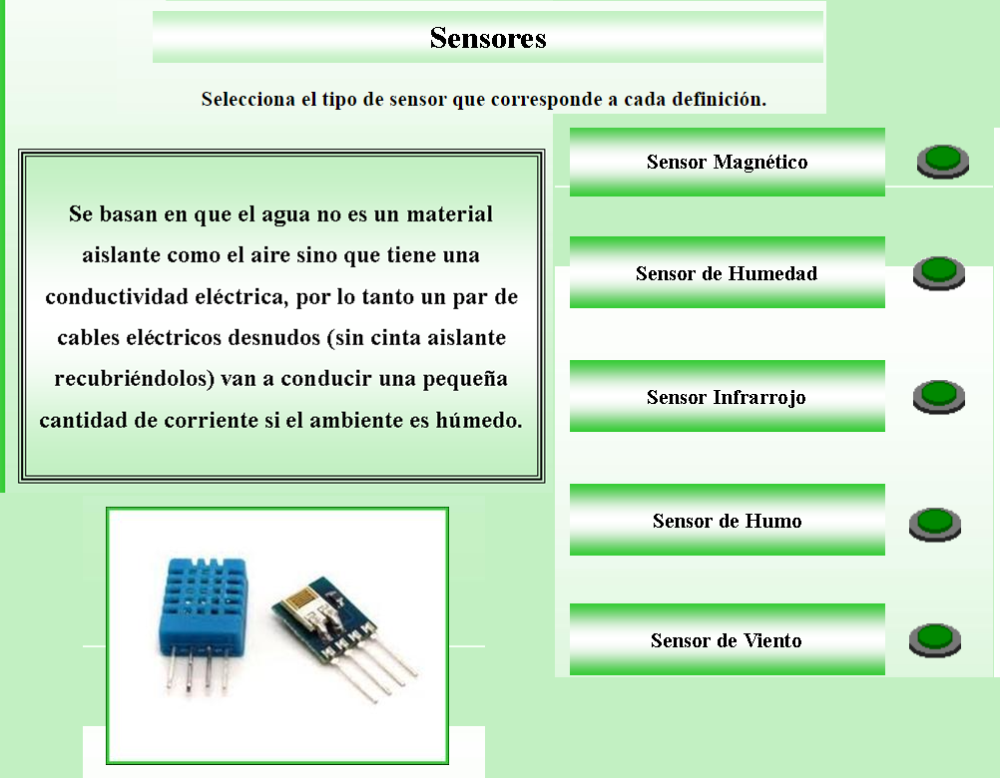 Sensores
Selecciona el tipo de sensor que corresponde a cada definición.
Se basan en que el agua no es un material
aislante como el aire sino que tiene una
conductividad eléctrica, por lo tanto un par de
cables eléctricos desnudos (sin cinta aislante
recubriéndolos) van a conducir una pequeña
cantidad de corriente si el ambiente es húmedo.
Sensor Magnético
Sensor de Humedad
Sensor Infrarrojo
Sensor de Humo
Sensor de Viento